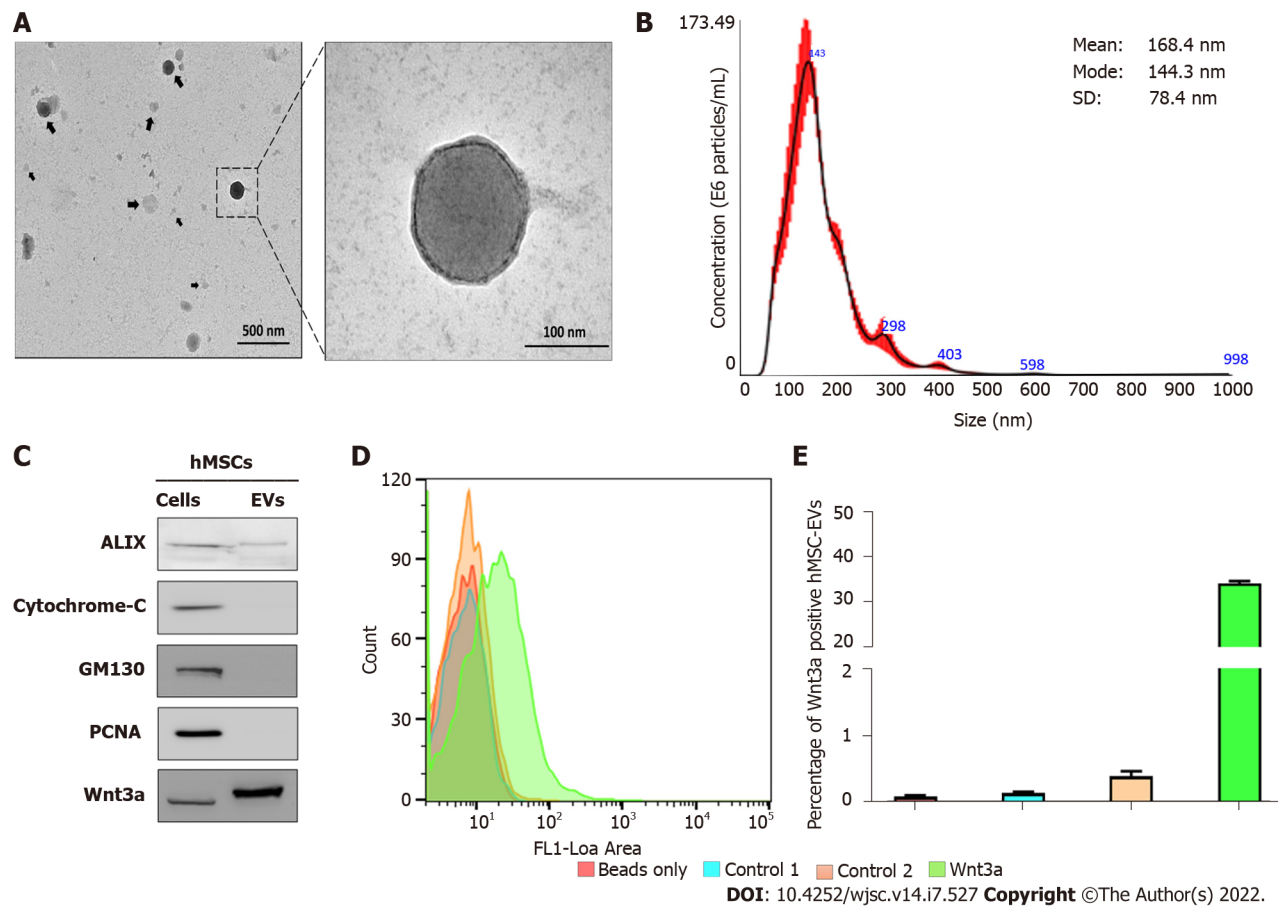 A
500 nm
100 nm
B
173.49
143
Mean: 168.4 nm
Mode: 144.3 nm
SD: 78.4 nm
Concentration (E6 particles/mL)
298
403
598
998
0
0 100 200 300 400 500 600 700 800 900 1000
Size (nm)
C
hMSCs
Cells EVs
ALIX
Cytochrome-C
GM130
PCNA
Wnt3a
D
120
90
60
30
0
Count
101 102 103 104 105
FL1-Loa Area
E
Percentage of Wnt3a positive hMSC-EVs
50
40
30
20
2
1
0
Beads only Control 1 Control 2 Wnt3a
DOI: 10.4252/wjsc.v14.i7.527 Copyright ©The Author(s) 2022.